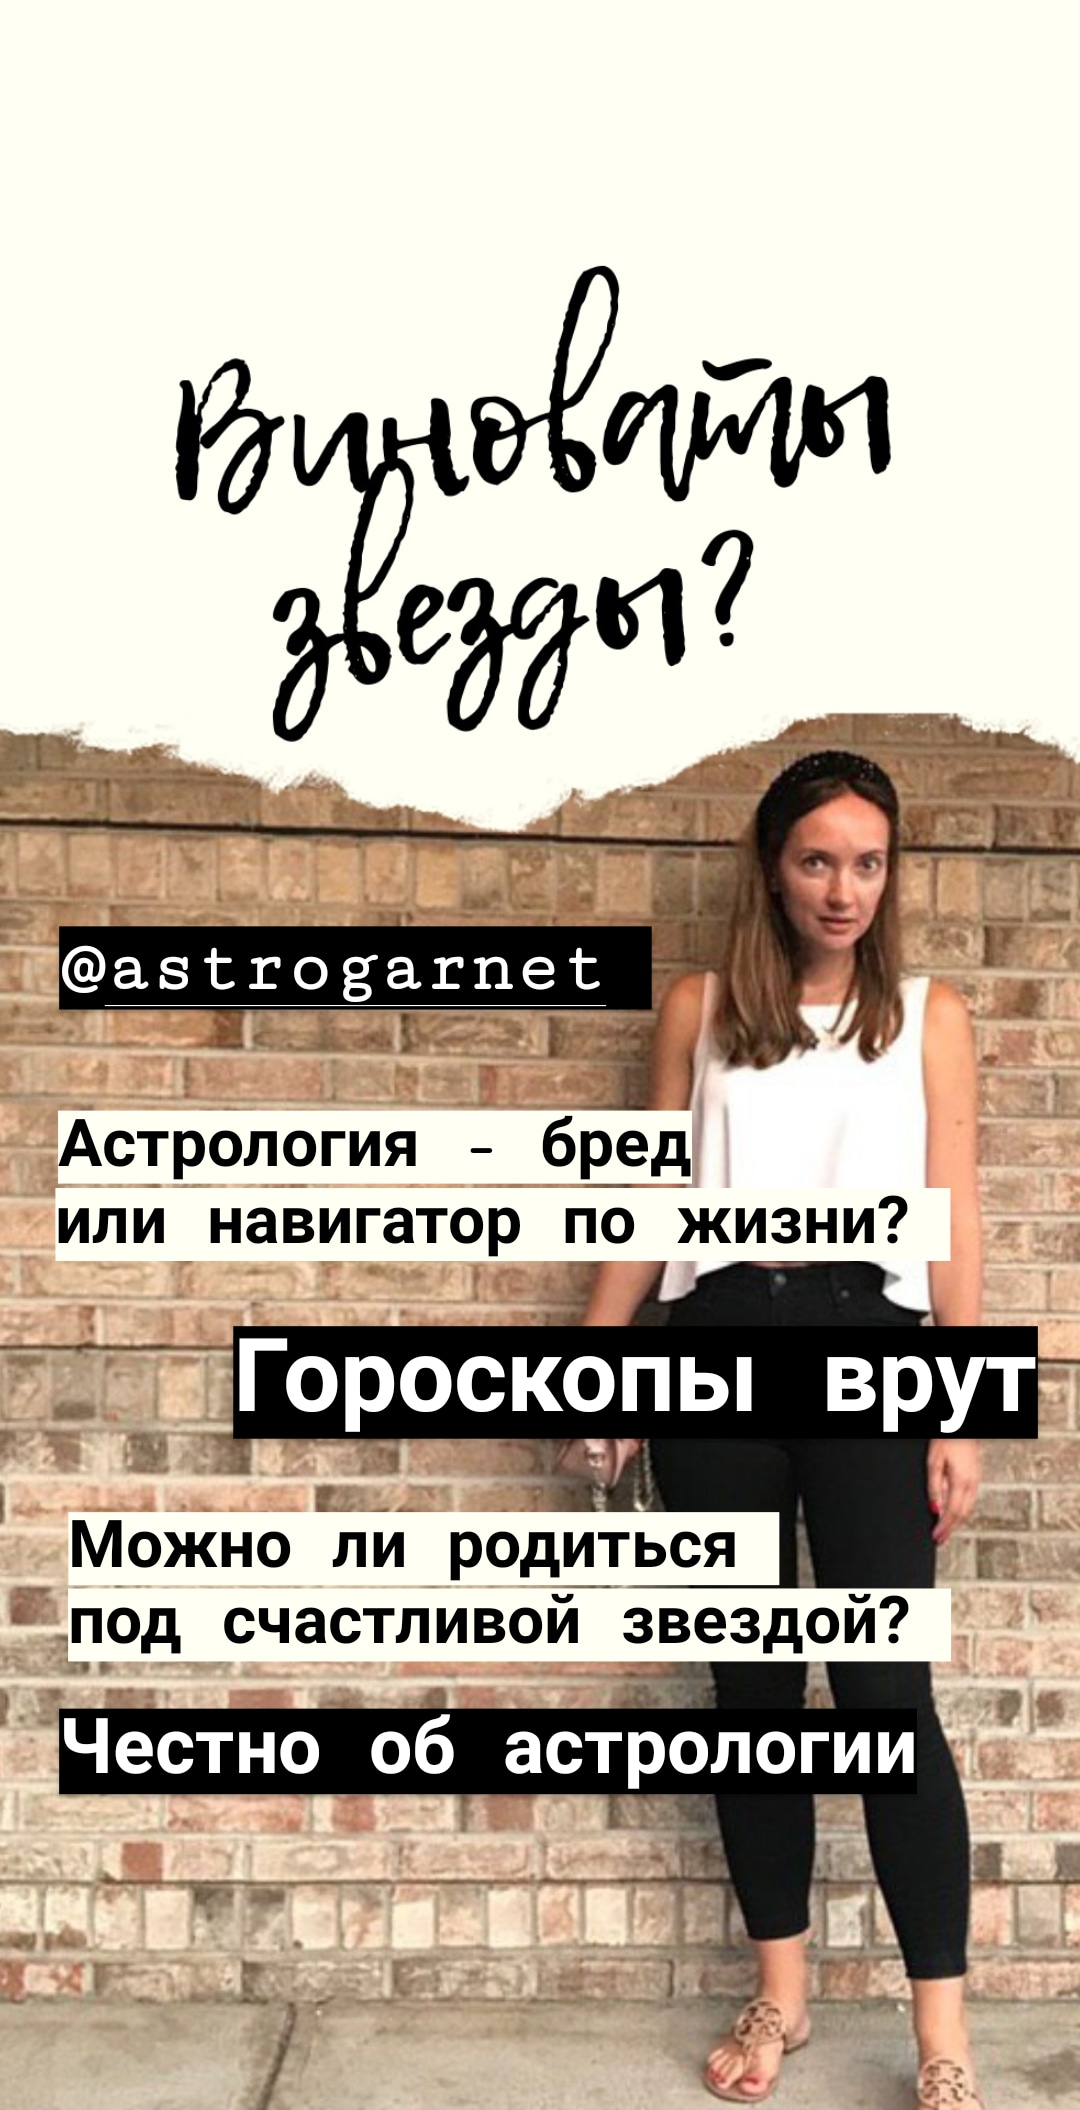 Виноваты
звезды?
@astrogarnet
Астрология - бред
или навигатор по жизни?
Гороскопы врут
Можно ли родиться
под счастливой звездой?
Честно об астрологии